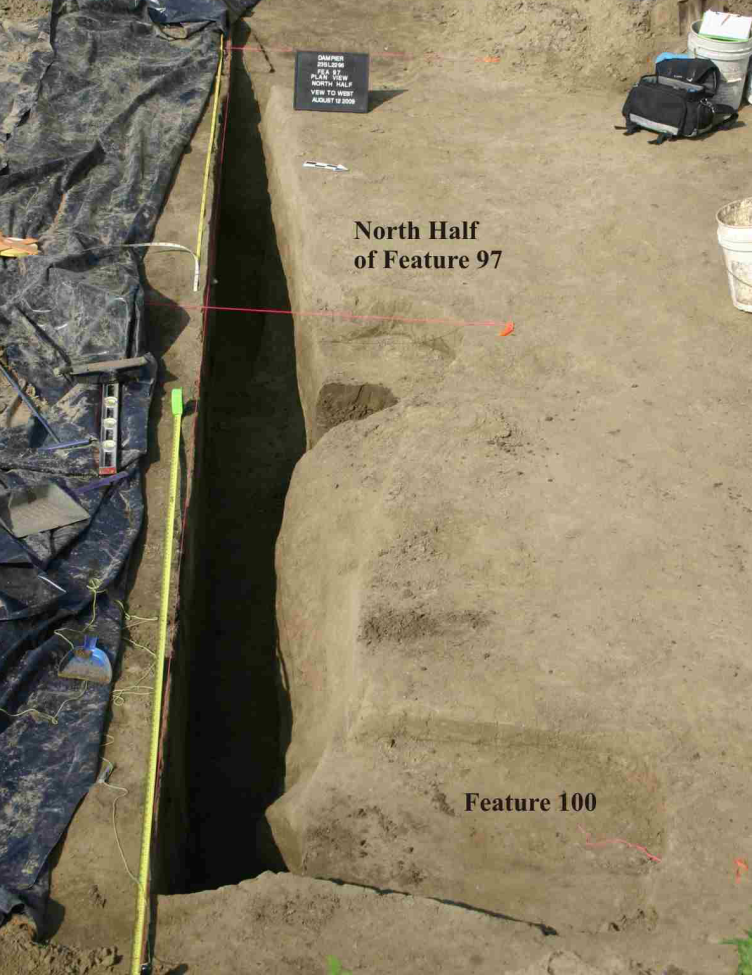 DAMPIER
23SL2296
FEA 97
PLAN VIEW
NORTH HALF
VIEW TO WEST
AUGUST 12 2009
North Half
of Feature 97
Feature 100